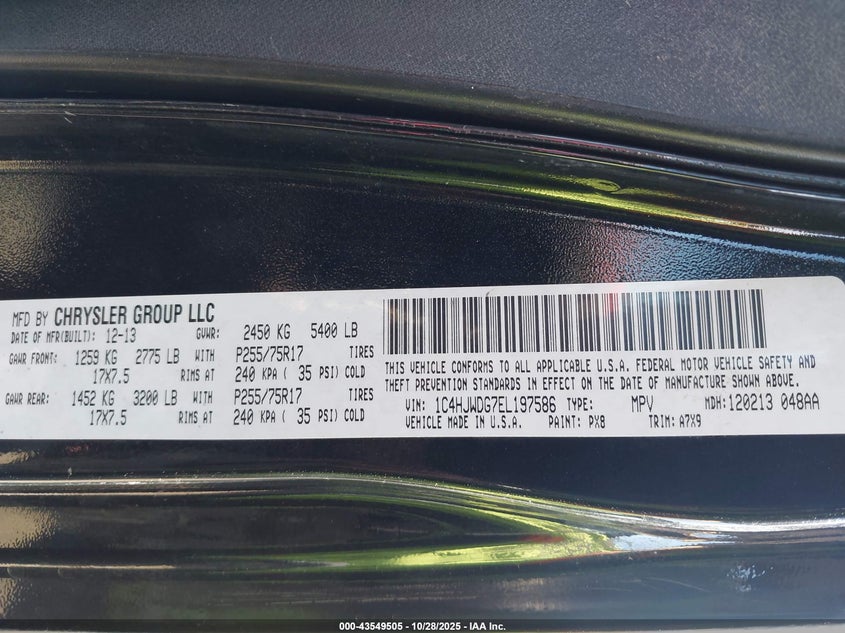 MFD BY CHRYSLER GROUP LLC
DATE OF MFR(BUILT): 12-13 GVWR: 2450 KG 5400 LB
GAWR FRONT: 1259 KG 2775 LB WITH P255/75R17 TIRES
17X7.5 RIMS AT 240 KPA ( 35 PSI) COLD
GAWR REAR: 1452 KG 3200 LB WITH P255/75R17 TIRES
17X7.5 RIMS AT 240 KPA ( 35 PSI) COLD
THIS VEHICLE CONFORMS TO ALL APPLICABLE U.S.A. FEDERAL MOTOR VEHICLE SAFETY AND
THEFT PREVENTION STANDARDS IN EFFECT ON THE DATE OF MANUFACTURE SHOWN ABOVE.
VIN: 1C4HJWDG7EL197586 TYPE: MPV MDH: 120213 048AA
VEHICLE MADE IN U.S.A. PAINT: PX8 TRIM: A7X9
000-43549505 - 10/28/2025 - IAA Inc.